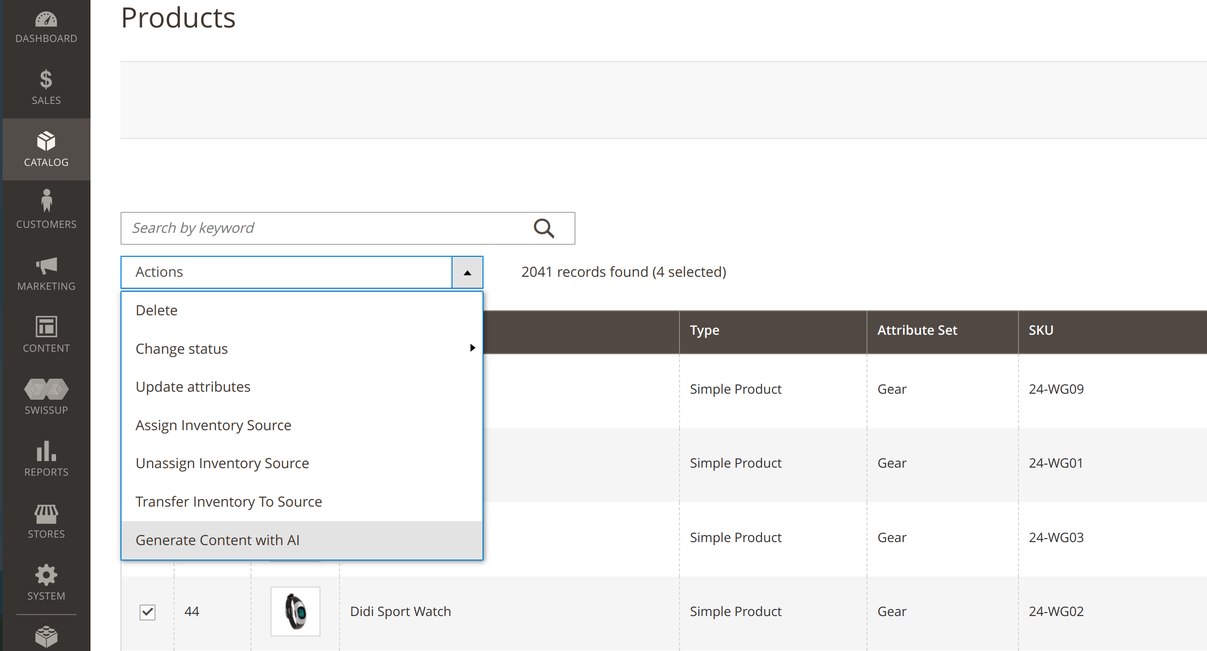 Products
DASHBOARD
SALES
CATALOG
CUSTOMERS
MARKETING
CONTENT
SWISSUP
REPORTS
STORES
SYSTEM
Search by keyword
Actions
2041 records found (4 selected)
Delete
Change status
Update attributes
Assign Inventory Source
Unassign Inventory Source
Transfer Inventory To Source
Generate Content with AI
Type Attribute Set SKU
Simple Product Gear 24-WG09
Simple Product Gear 24-WG01
Simple Product Gear 24-WG03
44 Didi Sport Watch Simple Product Gear 24-WG02